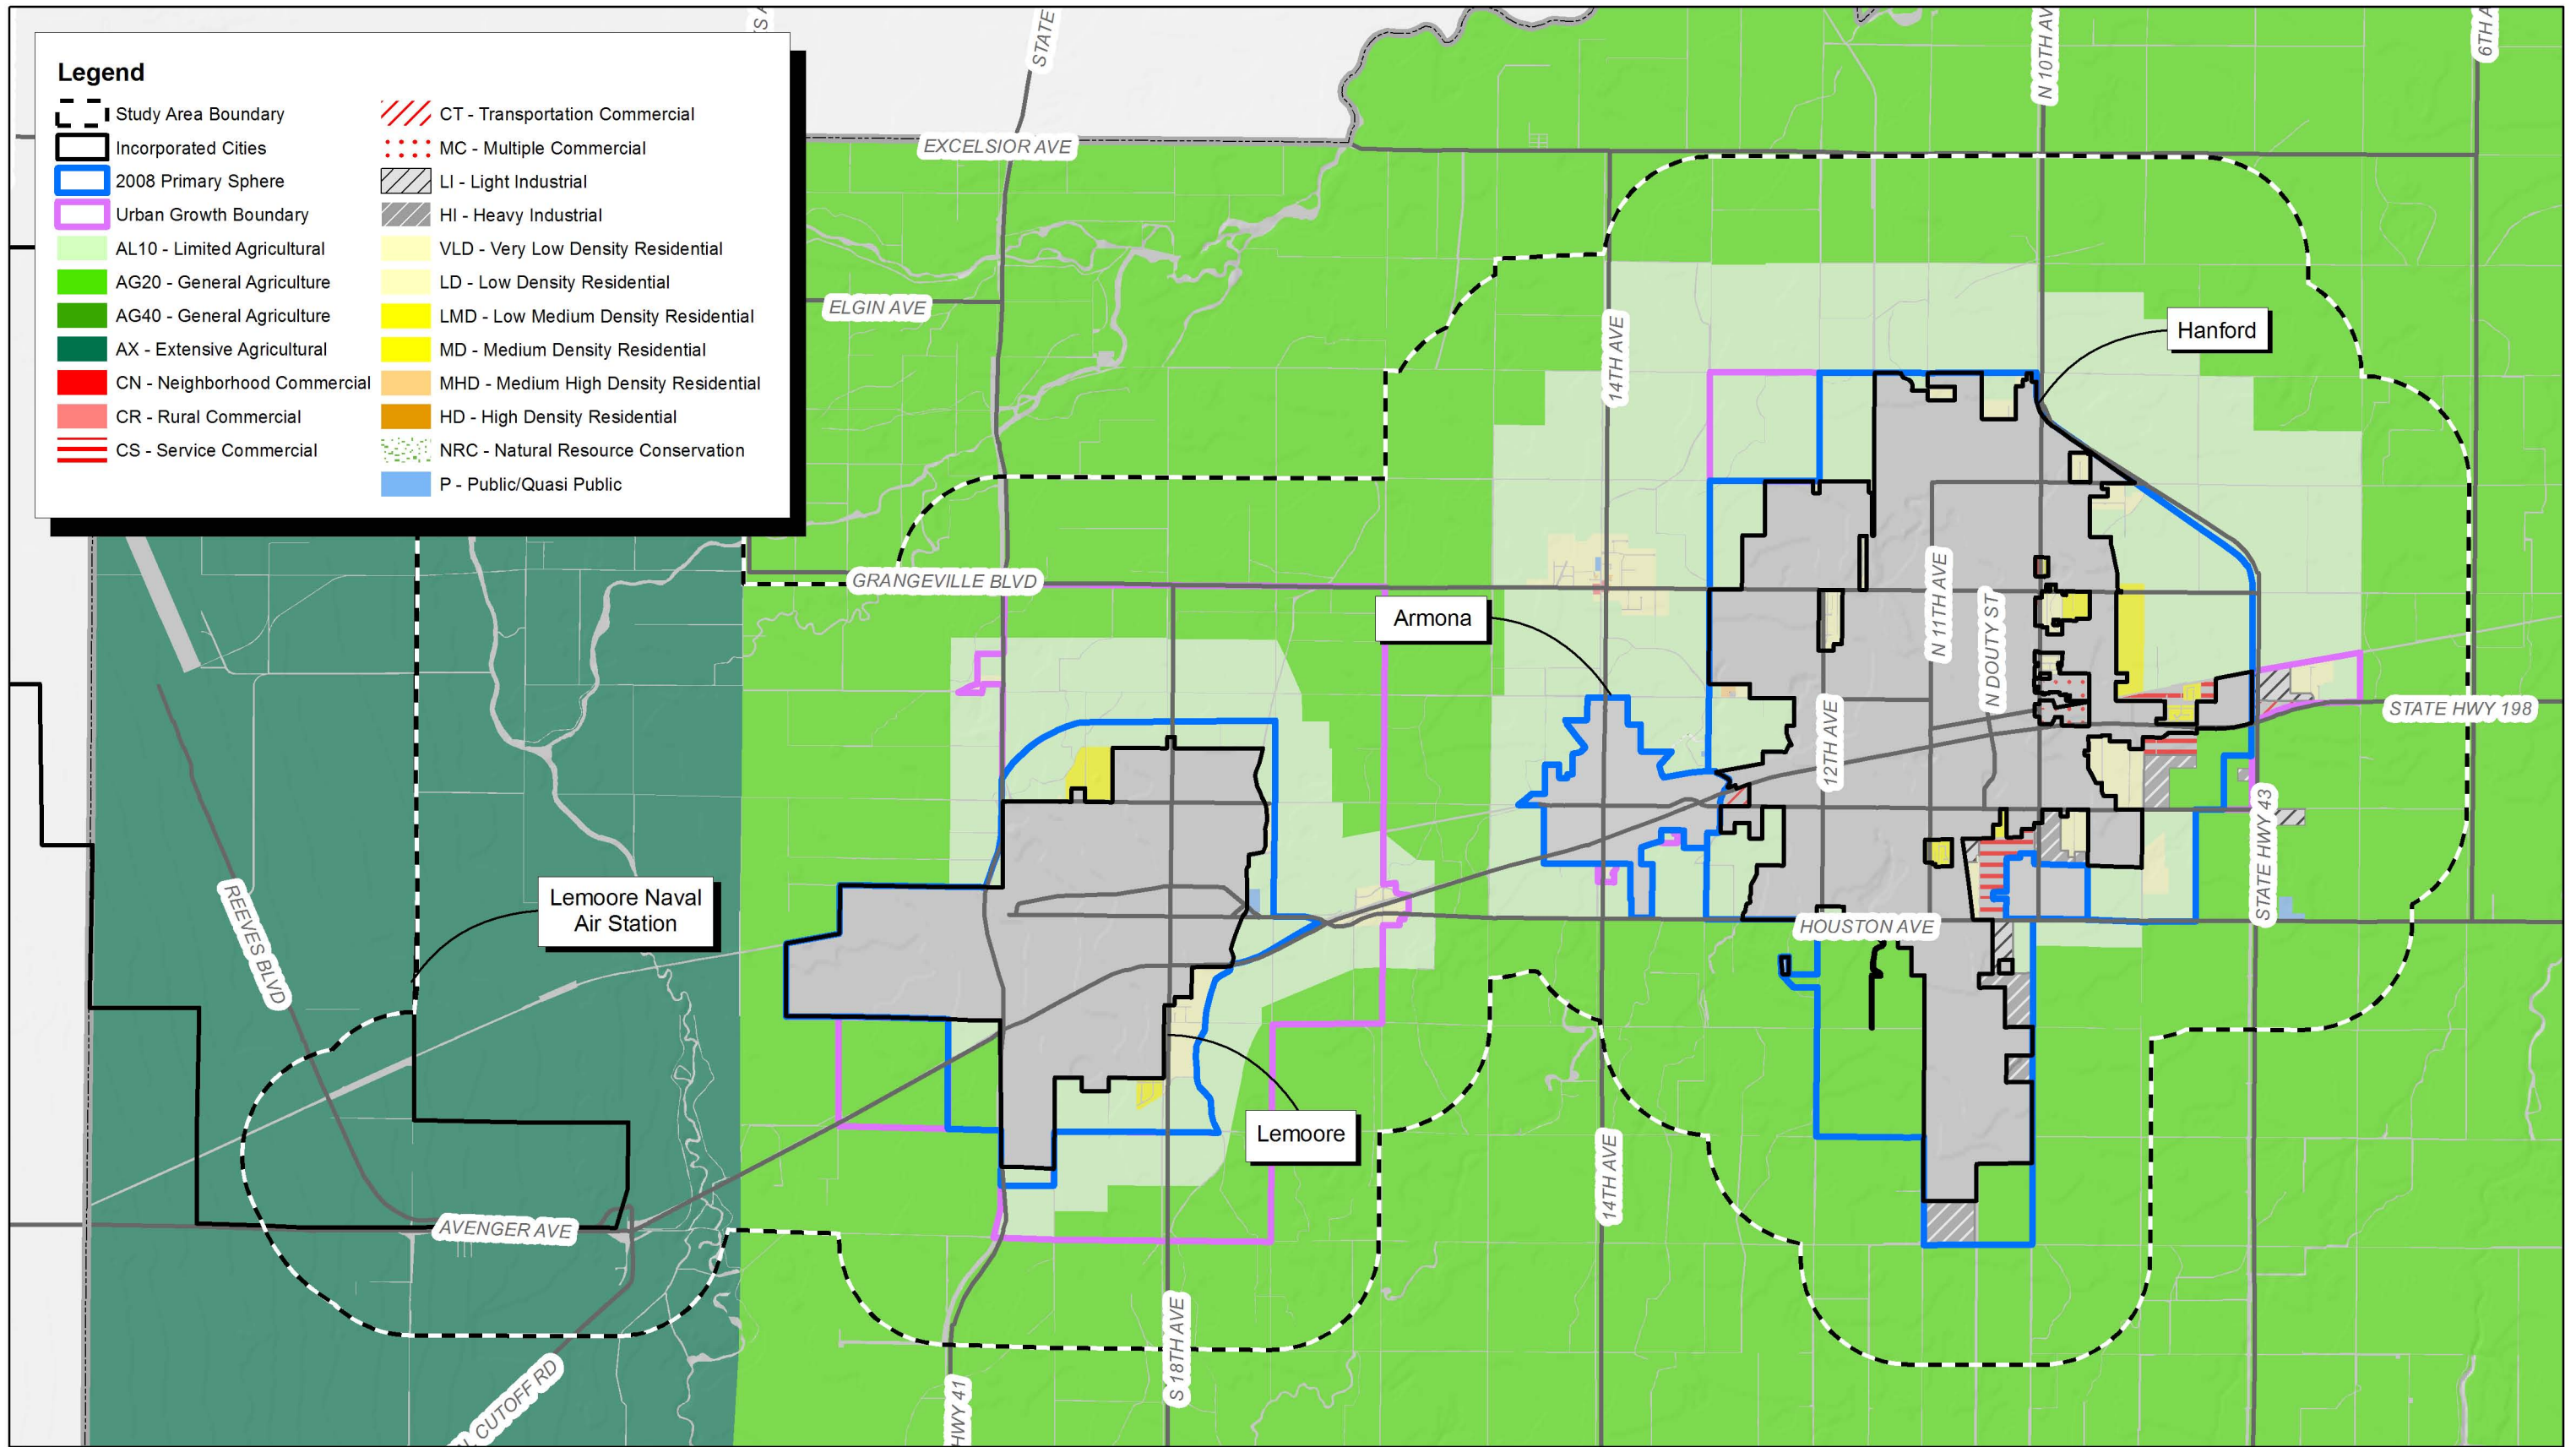 Legend
Study Area Boundary
Incorporated Cities
2008 Primary Sphere
Urban Growth Boundary
AL10 - Limited Agricultural
AG20 - General Agriculture
AG40 - General Agriculture
AX - Extensive Agricultural
CN - Neighborhood Commercial
CR - Rural Commercial
CS - Service Commercial
CT - Transportation Commercial
MC - Multiple Commercial
LI - Light Industrial
HI - Heavy Industrial
VLD - Very Low Density Residential
LD - Low Density Residential
LMD - Low Medium Density Residential
MD - Medium Density Residential
MHD - Medium High Density Residential
HD - High Density Residential
NRC - Natural Resource Conservation
P - Public/Quasi Public
STATE
N 10TH AV
6TH A
EXCELSIOR AVE
ELGIN AVE
14TH AVE
Hanford
GRANGEVILLE BLVD
Armona
N 11TH AVE
N DOUTY ST
12TH AVE
STATE HWY 198
STATE HWY 43
Lemoore Naval
Air Station
REEVES BLVD
HOUSTON AVE
Lemoore
14TH AVE
AVENGER AVE
S 18TH AVE
HWY 41
CUTOFF RD